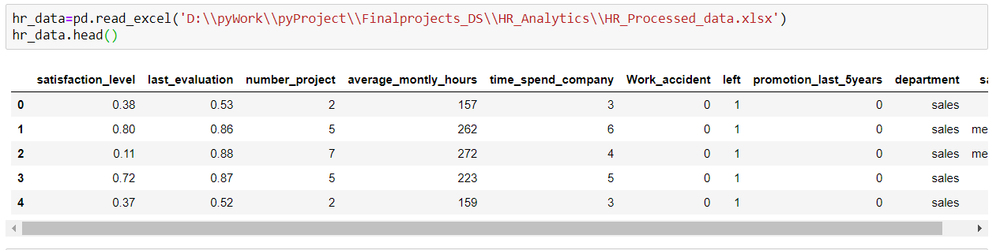 hr_data=pd.read_excel('D:\\pyWork\\pyProject\\Finalprojects_DS\\HR_Analytics\\HR_Processed_data.xlsx')
hr_data.head()
satisfaction_level last_evaluation number_project average_montly_hours time_spend_company Work_accident left promotion_last_5years department sa
0 0.38 0.53 2 157 3 0 1 0 sales
1 0.80 0.86 5 262 6 0 1 0 sales me
2 0.11 0.88 7 272 4 0 1 0 sales me
3 0.72 0.87 5 223 5 0 1 0 sales
4 0.37 0.52 2 159 3 0 1 0 sales